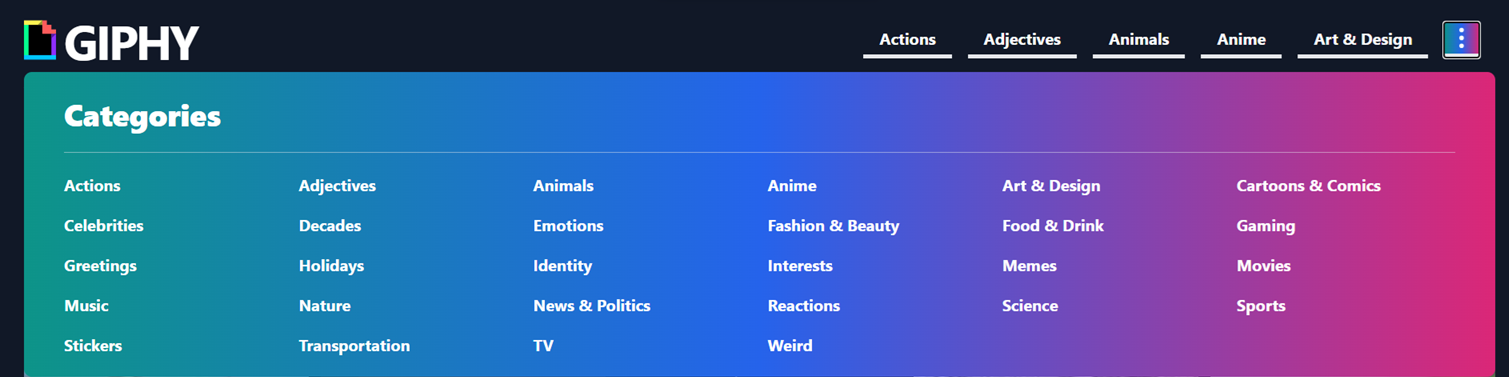 GIPHY
Actions Adjectives Animals Anime Art & Design
Categories
Actions Adjectives Animals Anime Art & Design Cartoons & Comics
Celebrities Decades Emotions Fashion & Beauty Food & Drink Gaming
Greetings Holidays Identity Interests Memes Movies
Music Nature News & Politics Reactions Science Sports
Stickers Transportation TV Weird